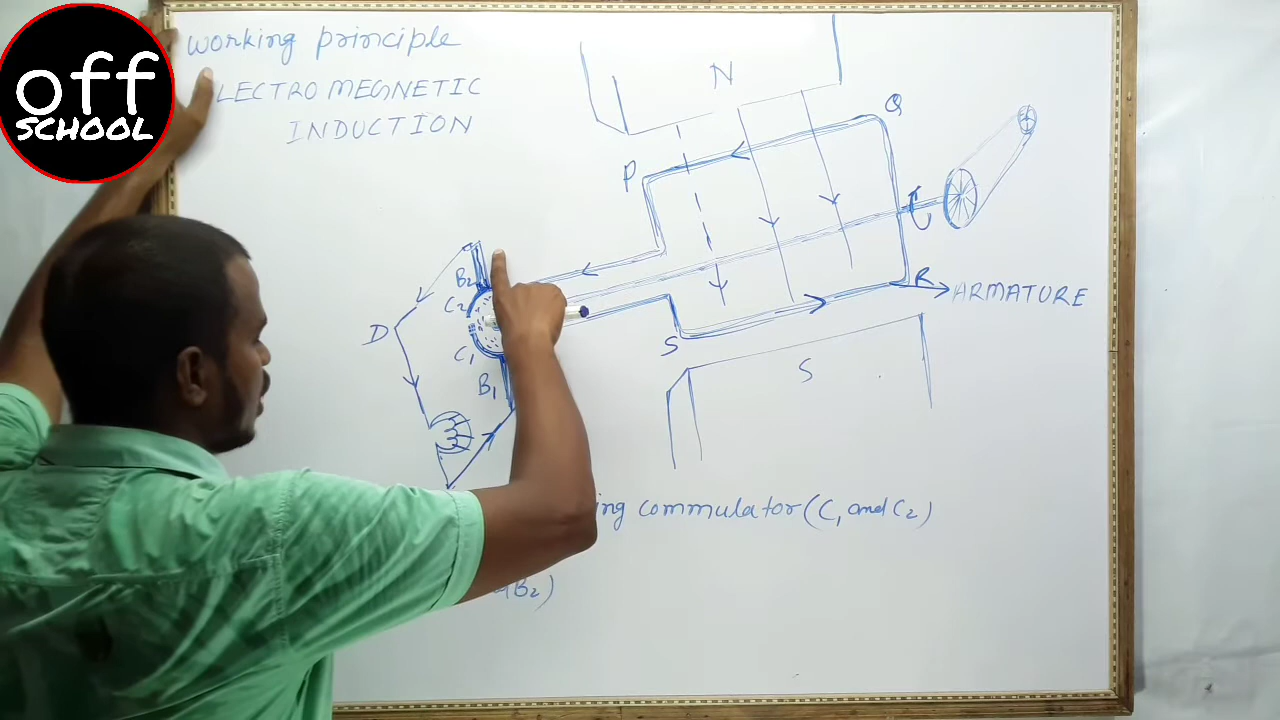 off
SCHOOL
working principle
LECTRO MEGNETIC
INDUCTION
N
Q
P
B2
C2
R
ARMATURE
D
C1
S
S
B1
ing commulator (C1 and C2)
B2)